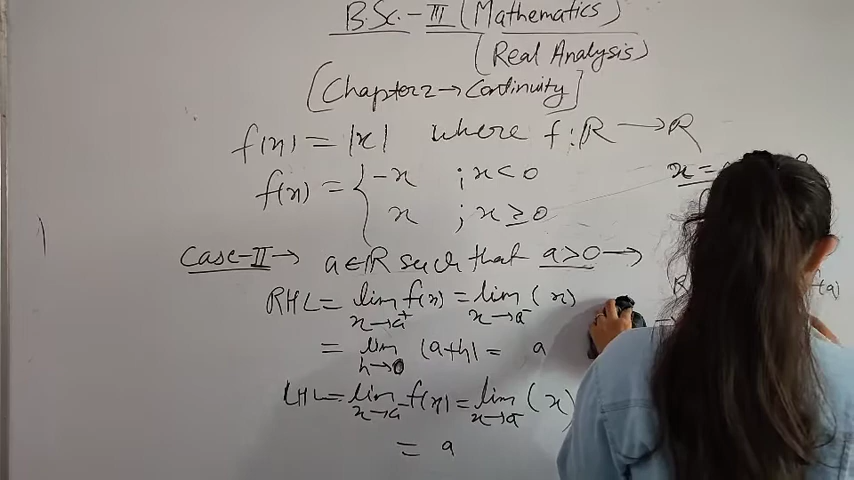 B.Sc.-III (Mathematics)
(Real Analysis)
[Chapter 2 → Continuity]
f(x) = |x| where f : R → R
f(x) = { -x ; x < 0
x ; x ≥ 0
x =
Case-II → a ∈ R such that a > 0 →
RHL = lim x→a⁺ f(x) = lim x→a⁻ (x)
= lim h→0 (a+h) = a
LHL = lim x→a⁻ f(x) = lim x→a⁻ (x)
= a
f(a)